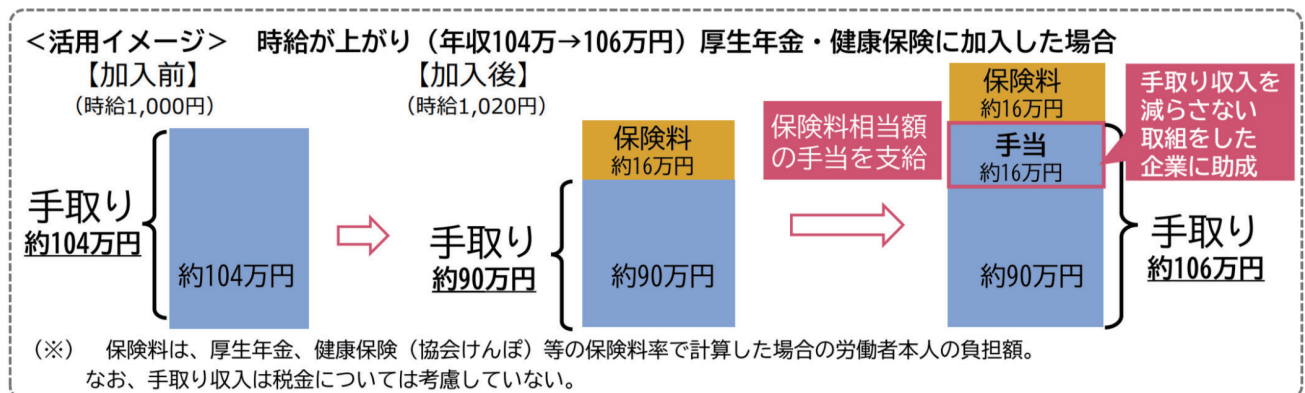 ＜活用イメージ＞　時給が上がり（年収104万→106万円）厚生年金・健康保険に加入した場合
【加入前】
（時給1,000円）
手取り
約104万円
約104万円
【加入後】
（時給1,020円）
保険料
約16万円
手取り
約90万円
約90万円
保険料相当額
の手当を支給
保険料
約16万円
手当
約16万円
約90万円
手取り収入を
減らさない
取組をした
企業に助成
手取り
約106万円
（※）　保険料は、厚生年金、健康保険（協会けんぽ）等の保険料率で計算した場合の労働者本人の負担額。
なお、手取り収入は税金については考慮していない。